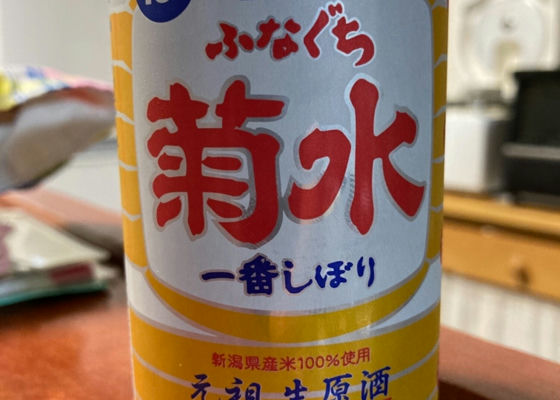 ふなぐち
菊水
一番しぼり
新潟県産米100%使用
元祖生原酒